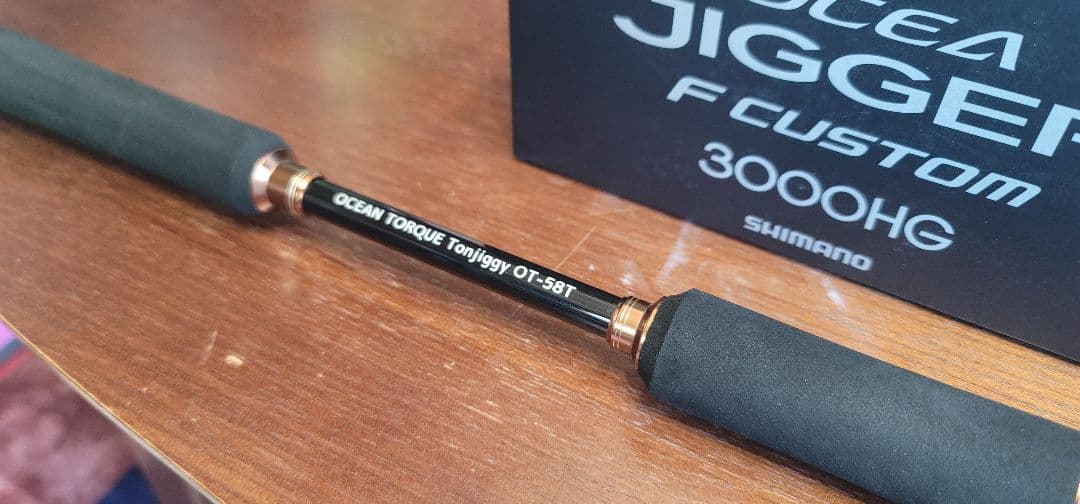 OCEA
JIGGER
F CUSTOM
3000HG
SHIMANO
OCEAN TORQUE Tonjiggy OT-58T